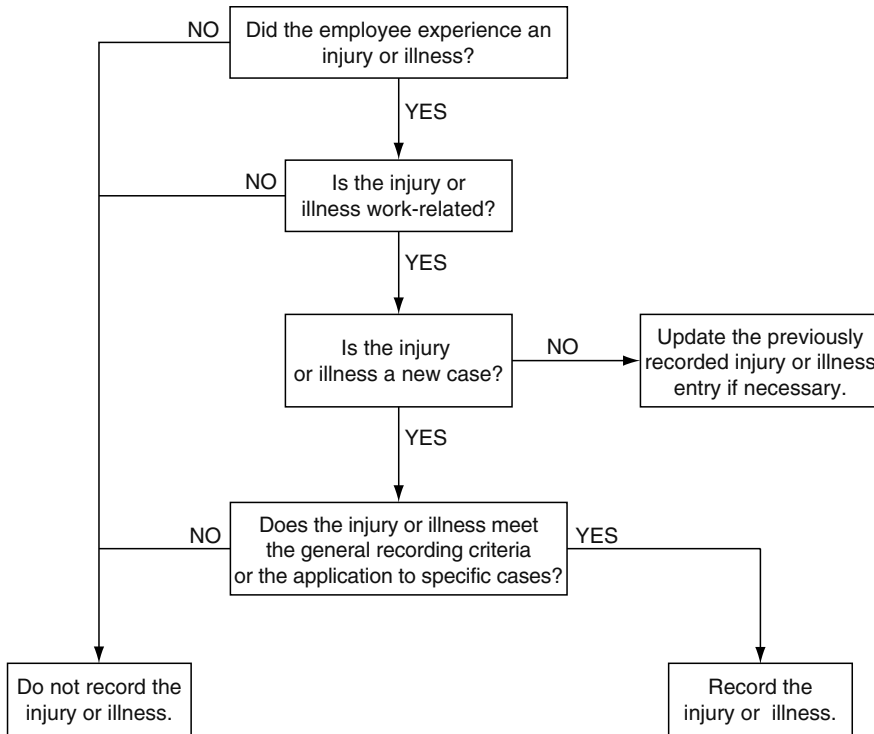 NO
Did the employee experience an
injury or illness?
YES
NO
Is the injury or
illness work-related?
YES
Is the injury
or illness a new case?
NO
Update the previously
recorded injury or illness
entry if necessary.
YES
NO
Does the injury or illness meet
the general recording criteria
or the application to specific cases?
YES
Do not record the
injury or illness.
Record the
injury or illness.